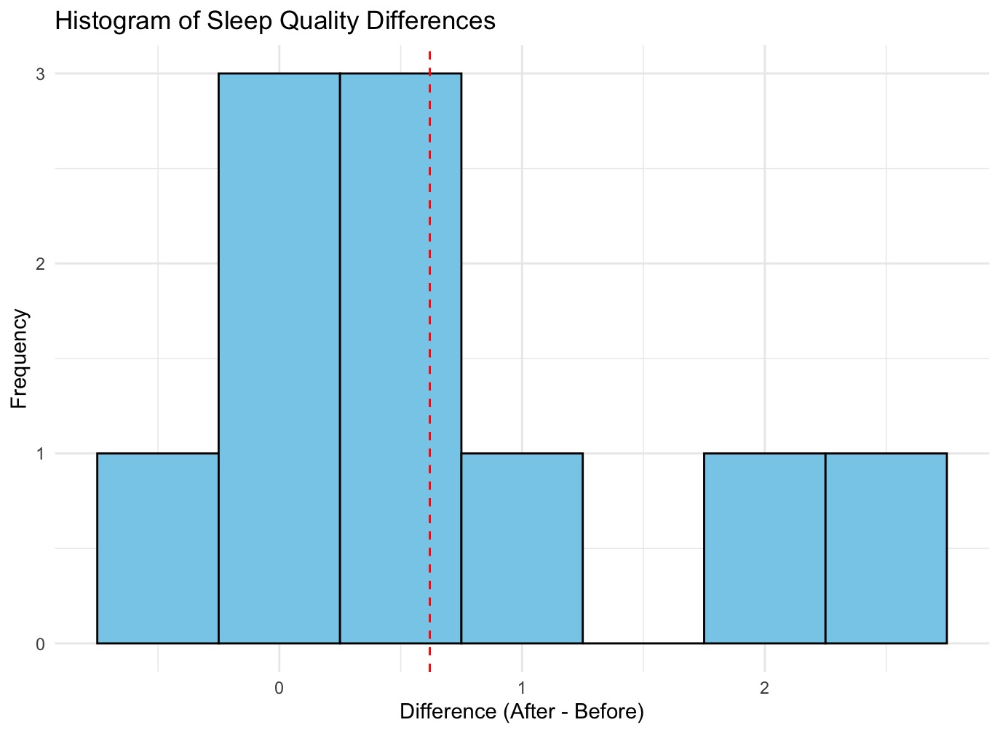 Histogram of Sleep Quality Differences
3
2
1
0
Frequency
0 1 2
Difference (After - Before)